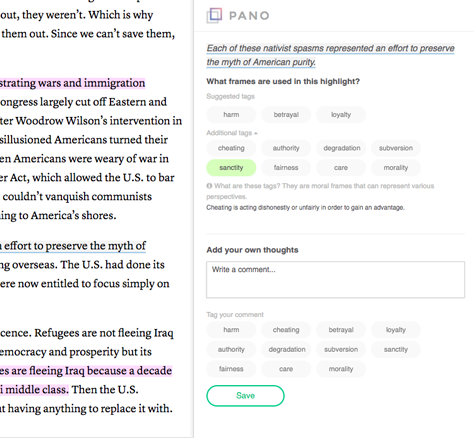 out, they weren't. Which is why
them out. Since we can't save them,
strating wars and immigration
ongress largely cut off Eastern and
ter Woodrow Wilson's intervention in
sillusioned Americans turned their
en Americans were weary of war in
er Act, which allowed the U.S. to bar
couldn't vanquish communists
ing to America's shores.
effort to preserve the myth of
ng overseas. The U.S. had done its
ere now entitled to focus simply on
cence. Refugees are not fleeing Iraq
emocracy and prosperity but its
es are fleeing Iraq because a decade
i middle class. Then the U.S.
t having anything to replace it with.
PANO
Each of these nativist spasms represented an effort to preserve
the myth of American purity.
What frames are used in this highlight?
Suggested tags
harm betrayal loyalty
Additional tags
cheating authority degradation subversion
sanctity fairness care morality
What are these tags? They are moral frames that can represent various
perspectives.
Cheating is acting dishonestly or unfairly in order to gain an advantage.
Add your own thoughts
Write a comment...
Tag your comment
harm cheating betrayal loyalty
authority degradation subversion sanctity
fairness care morality
Save